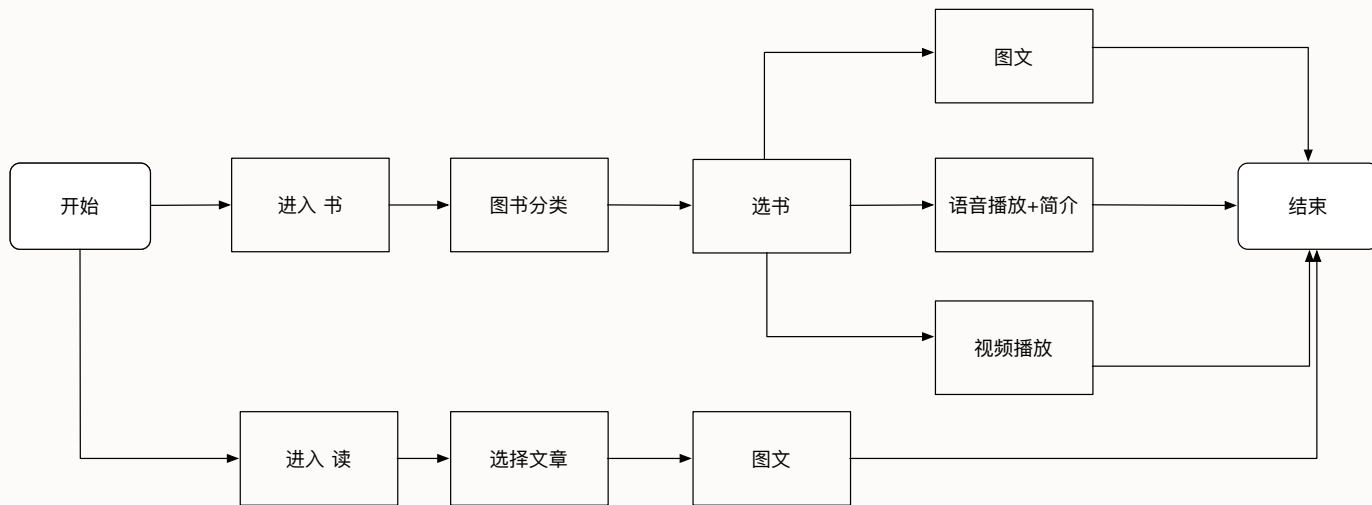 图文
开始
进入 书
图书分类
选书
语音播放+简介
结束
视频播放
进入 读
选择文章
图文